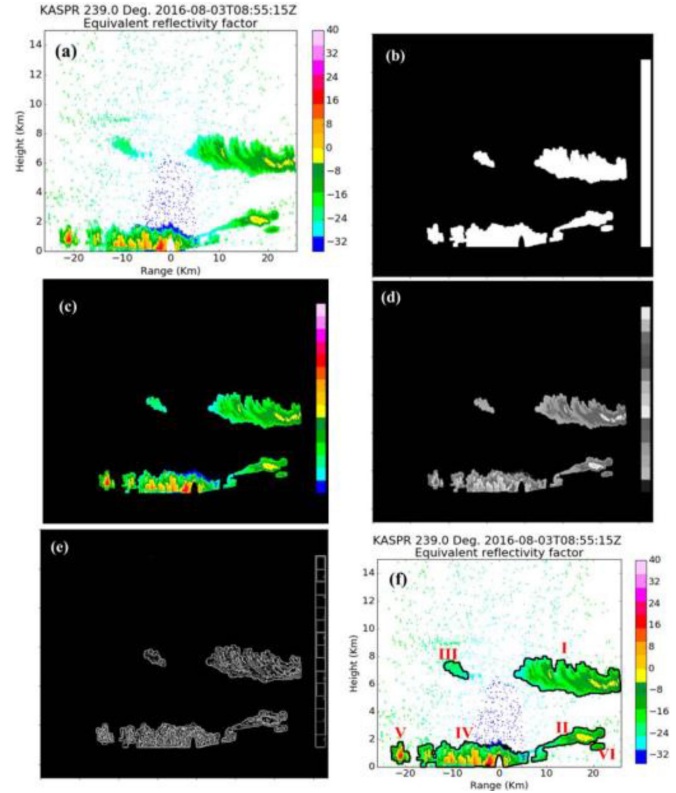 KASPR 239.0 Deg. 2016-08-03T08:55:15Z
Equivalent reflectivity factor
(a)
14
12
10
8
6
4
2
0
Height (Km)
−20
−10
0
10
20
Range (Km)
40
32
24
16
8
0
−8
−16
−24
−32
(b)
(c)
(d)
(e)
KASPR 239.0 Deg. 2016-08-03T08:55:15Z
Equivalent reflectivity factor
(f)
14
12
10
8
6
4
2
0
Height (Km)
I
II
III
IV
V
VI
−20
−10
0
10
20
Range (Km)
40
32
24
16
8
0
−8
−16
−24
−32